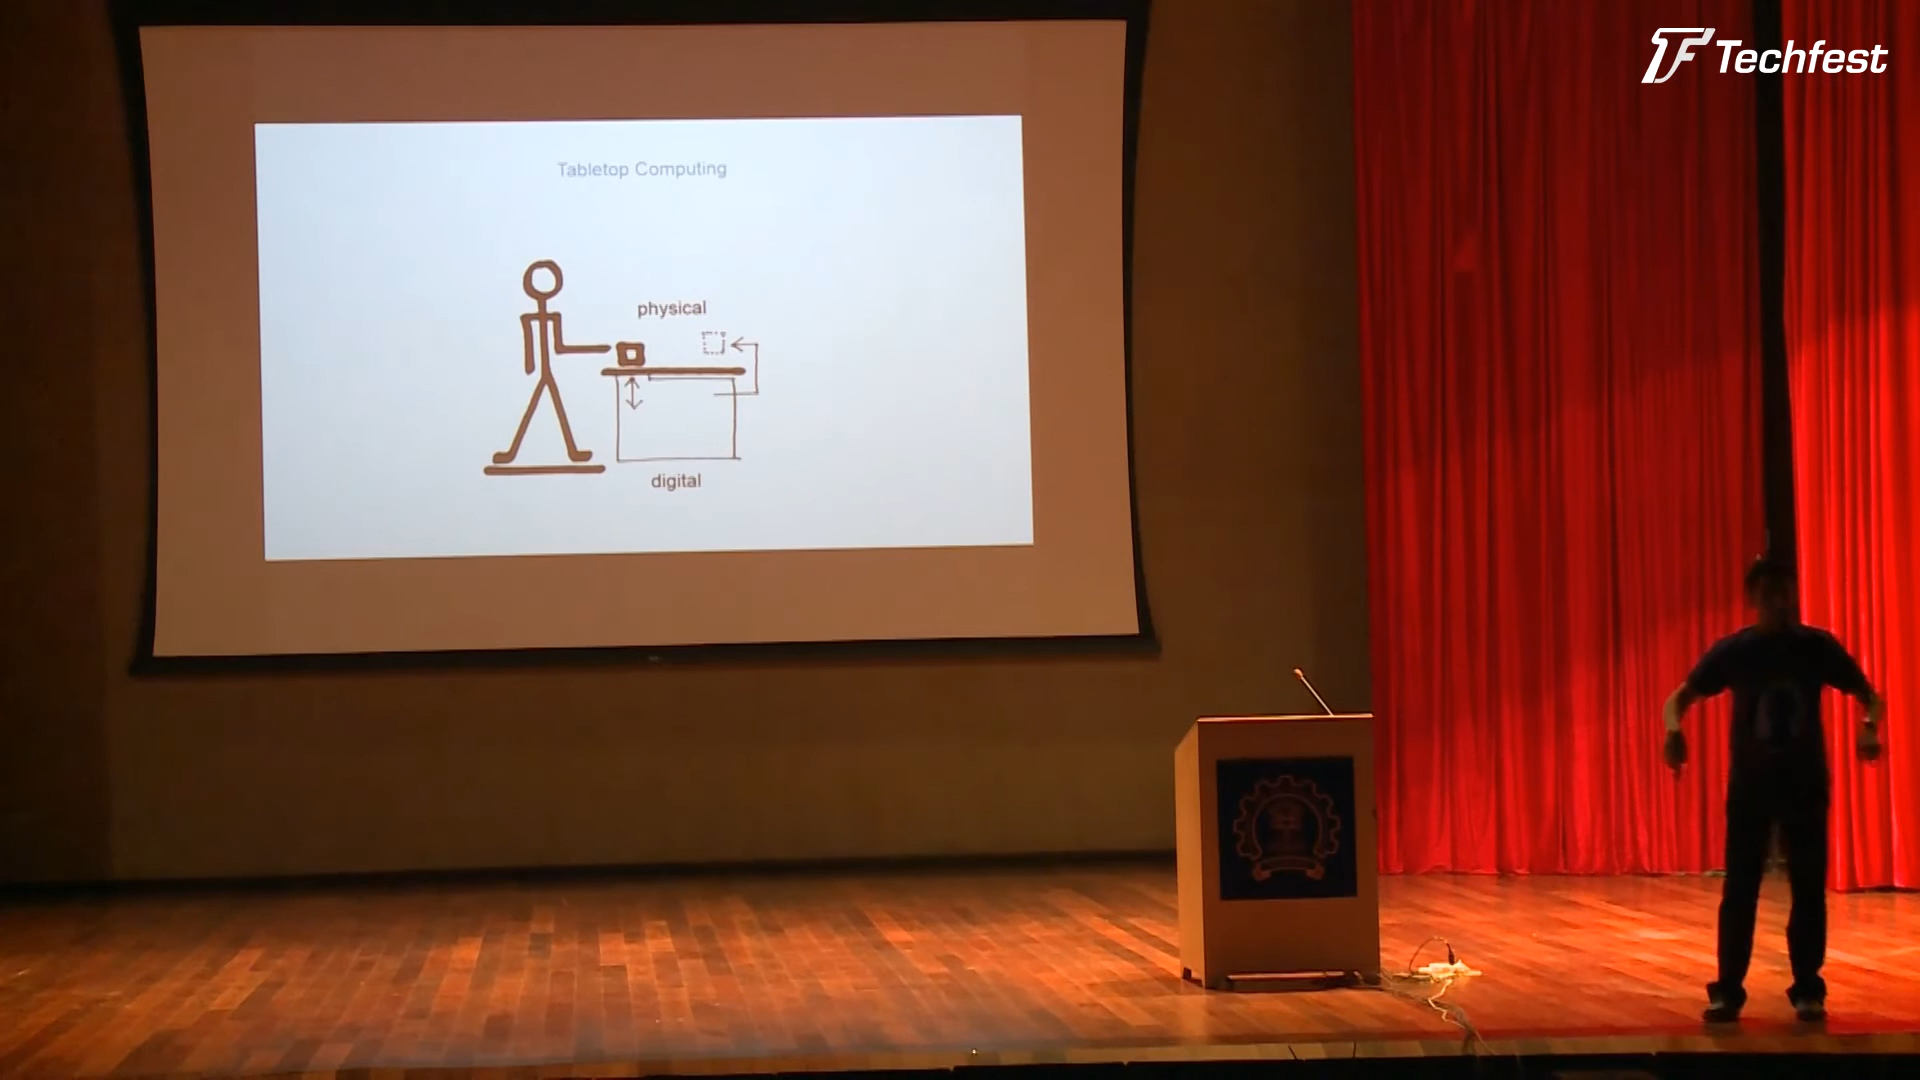 Techfest
Tabletop Computing
physical
digital